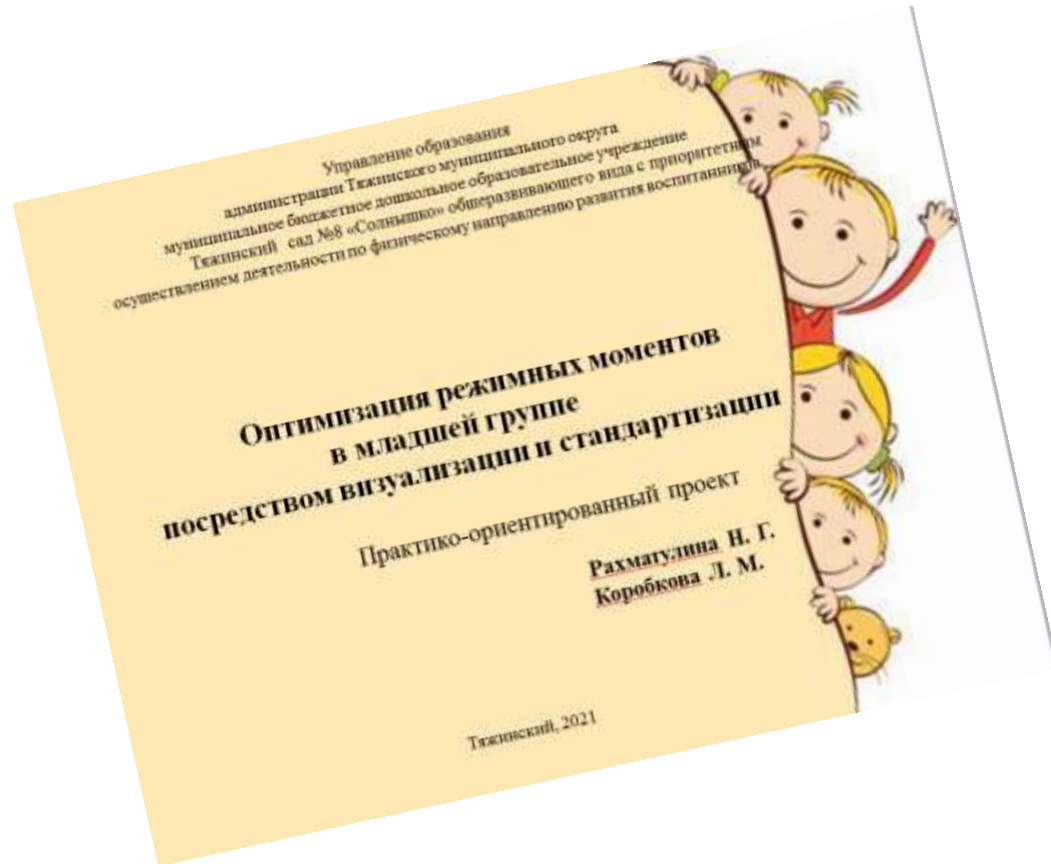 Управление образования
администрации Тяжинского муниципального округа
муниципальное бюджетное дошкольное образовательное учреждение
Тяжинский сад №8 «Солнышко» общеразвивающего вида с приоритетным
осуществлением деятельности по физическому направлению развития воспитанников
Оптимизация режимных моментов
в младшей группе
посредством визуализации и стандартизации
Практико-ориентированный проект
Рахматулина Н. Г.
Коробкова Л. М.
Тяжинский, 2021